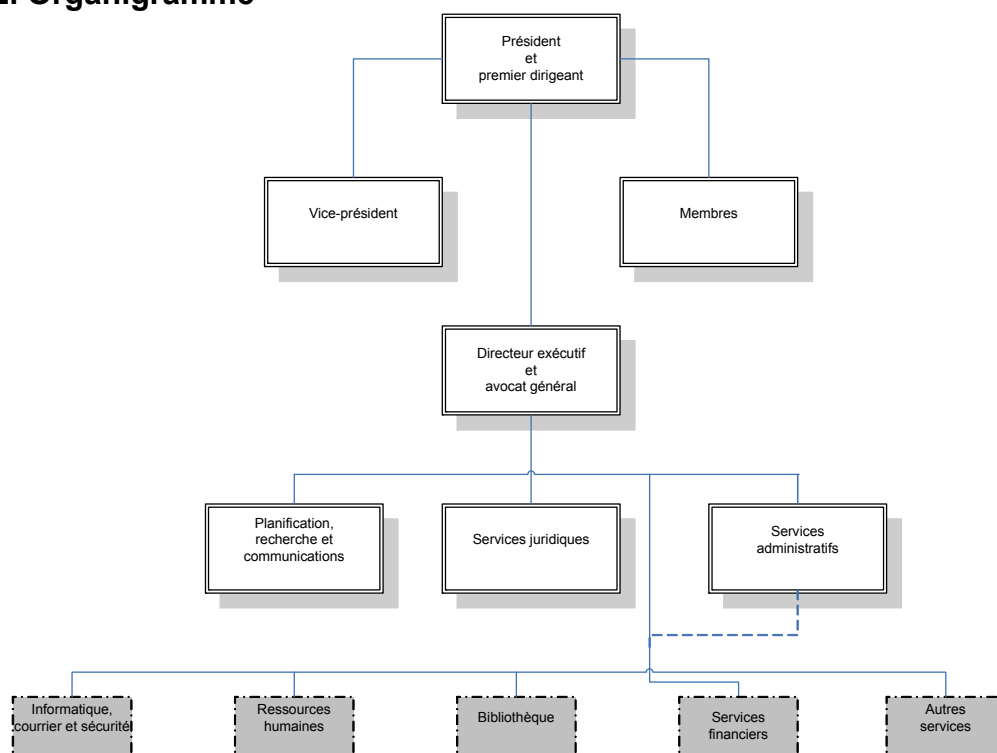 Organigramme
Président
et
premier dirigeant
Vice-président
Membres
Directeur exécutif
et
avocat général
Planification,
recherche et
communications
Services juridiques
Services
administratifs
Informatique,
courrier et sécurité
Ressources
humaines
Bibliothèque
Services
financiers
Autres
services